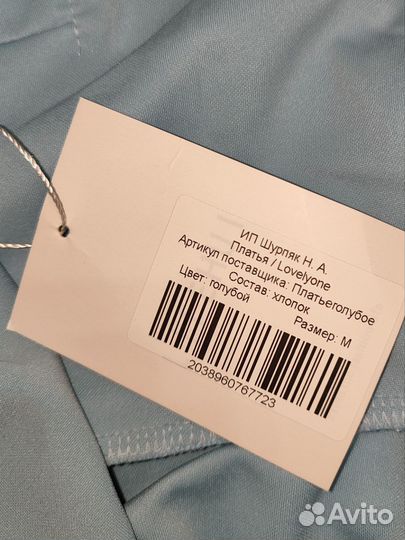 ИП Шурпяк Н. А.
Платья / Lovelyone
Артикул поставщика: Платьеголубое
Состав: хлопок
Цвет: голубой Размер: M
2038960767723
Avito